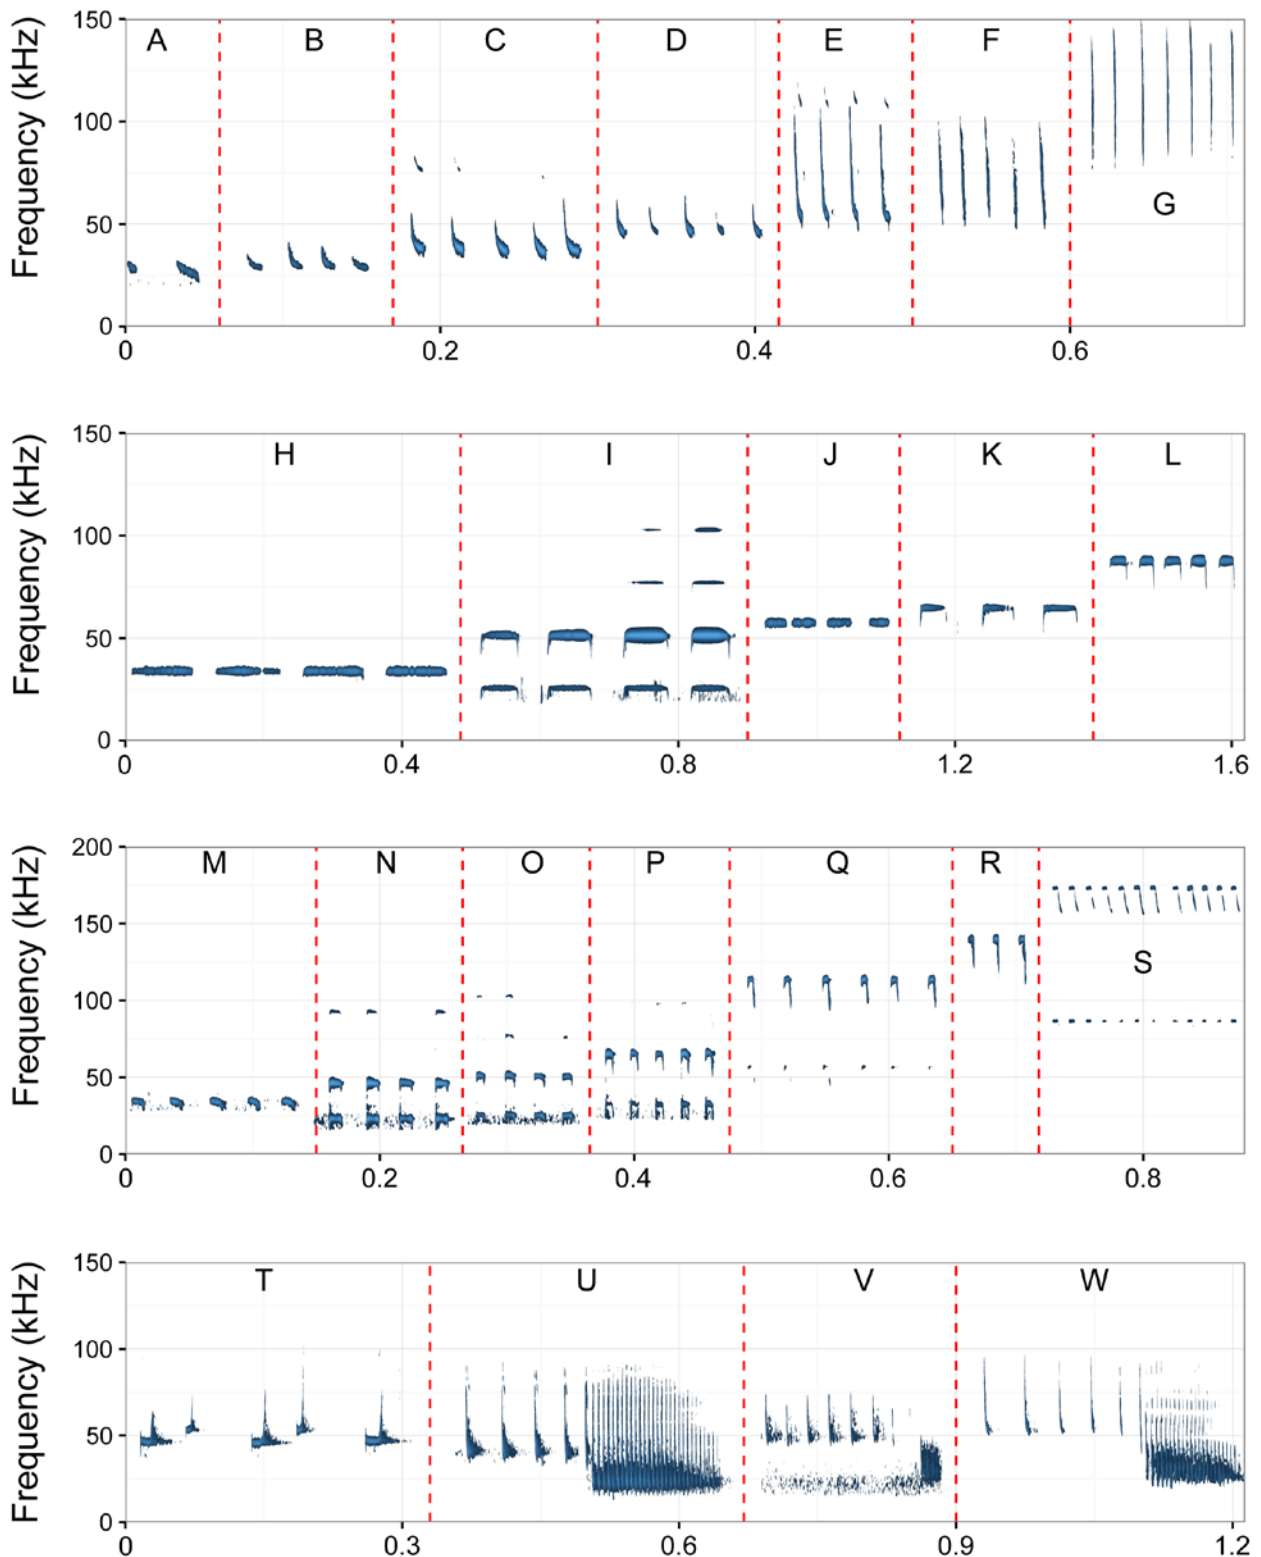 150
A B C D E F
100
G
50
0
0 0.2 0.4 0.6
Frequency (kHz)
150
H I J K L
100
50
0
0 0.4 0.8 1.2 1.6
Frequency (kHz)
200
M N O P Q R
150
S
100
50
0
0 0.2 0.4 0.6 0.8
Frequency (kHz)
150
T U V W
100
50
0
0 0.3 0.6 0.9 1.2
Frequency (kHz)